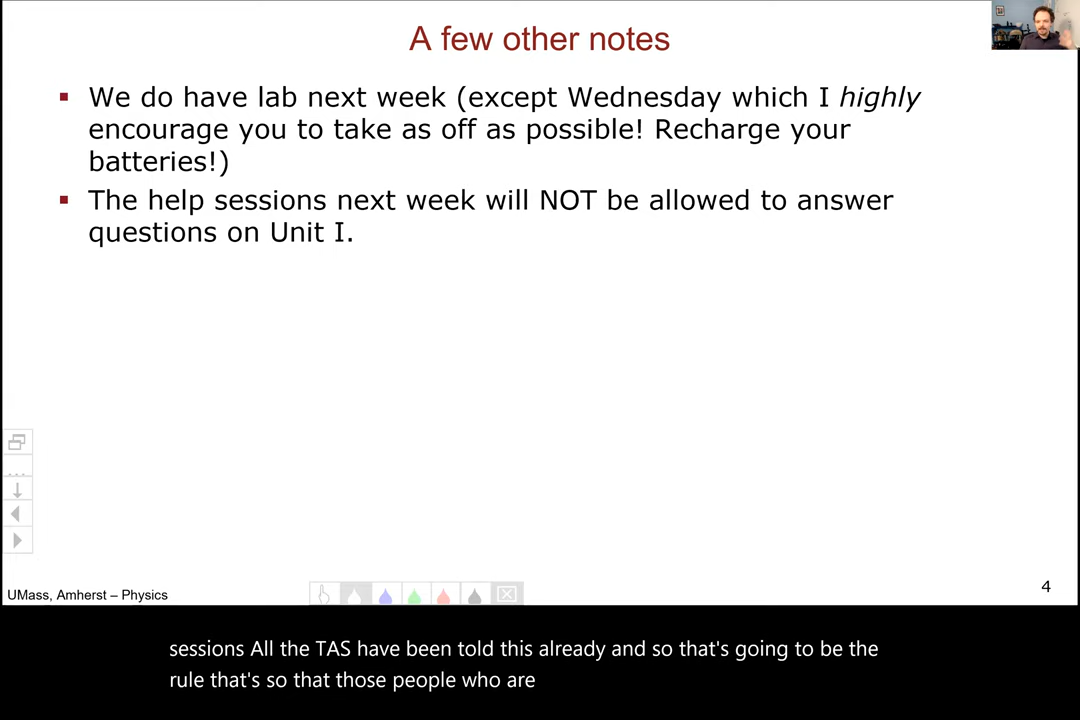 A few other notes
We do have lab next week (except Wednesday which I highly
encourage you to take as off as possible! Recharge your
batteries!)
The help sessions next week will NOT be allowed to answer
questions on Unit I.
UMass, Amherst – Physics
4
sessions All the TAS have been told this already and so that's going to be the
rule that's so that those people who are